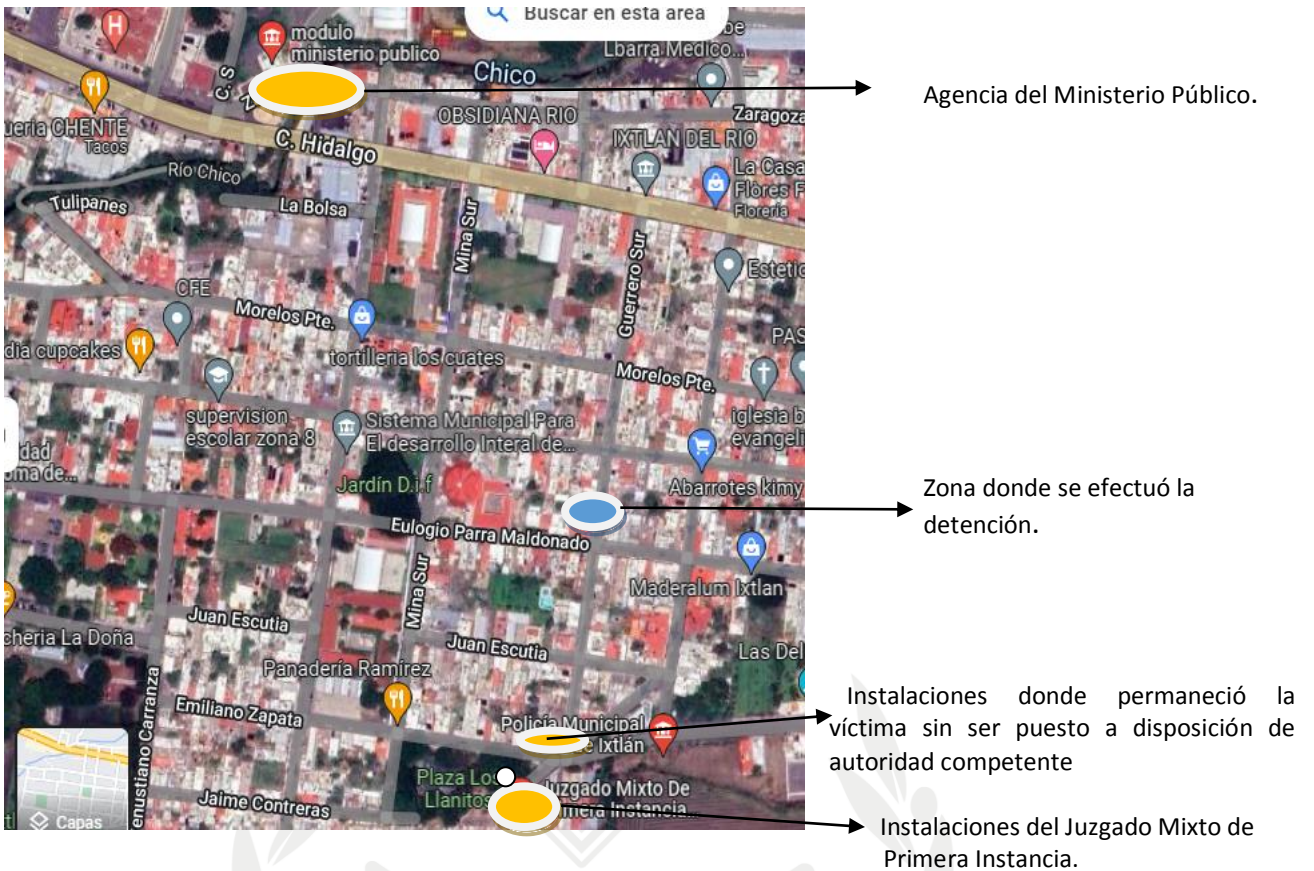 Buscar en esta area
modulo
ministerio publico
Lbarra Medico...
Chico
C. S
Agencia del Ministerio Público.
OBSIDIANA RIO
Zaragoza
CHENTE
Tacos
C. Hidalgo
IXTLAN DEL RIO
La Casa
Flores F
Florería
Río Chico
Tulipanes
La Bolsa
Mina Sur
Guerrero Sur
Estetic
CFE
Morelos Pte.
PAS
dia cupcakes
tortilleria los cuates
Morelos Pte.
supervision
escolar zona 8
Sistema Municipal Para
El desarrollo Interal de...
iglesia b
evangeli
dad
oma de...
Jardín D.i.f
Abarrotes kimy
Zona donde se efectuó la
detención.
Eulogio Parra Maldonado
Maderalum Ixtlan
Mina Sur
Juan Escutia
Juan Escutia
cheria La Doña
Las Del
Panadería Ramírez
Emiliano Zapata
Policía Municipal
de Ixtlán
Instalaciones donde permaneció la
víctima sin ser puesto a disposición de
autoridad competente
enustiano Carranza
Plaza Los
Llanitos
Juzgado Mixto De
imera Instancia...
Jaime Contreras
Capas
Instalaciones del Juzgado Mixto de
Primera Instancia.